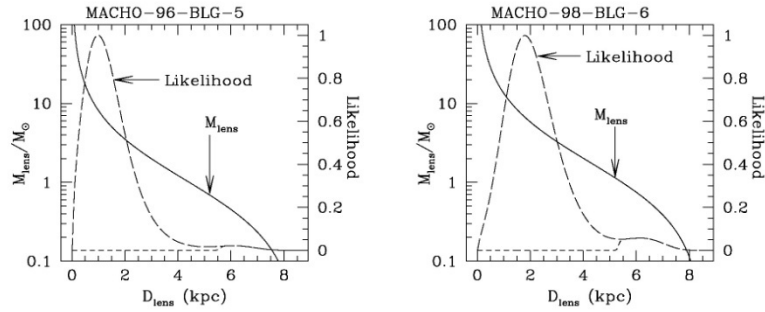 MACHO-96-BLG-5
100
10
1
0.1
M_lens/M_⊙
1
0.8
0.6
0.4
0.2
0
Likelihood
Likelihood
M_lens
0 2 4 6 8
D_lens (kpc)
MACHO-98-BLG-6
100
10
1
0.1
M_lens/M_⊙
1
0.8
0.6
0.4
0.2
0
Likelihood
Likelihood
M_lens
0 2 4 6 8
D_lens (kpc)